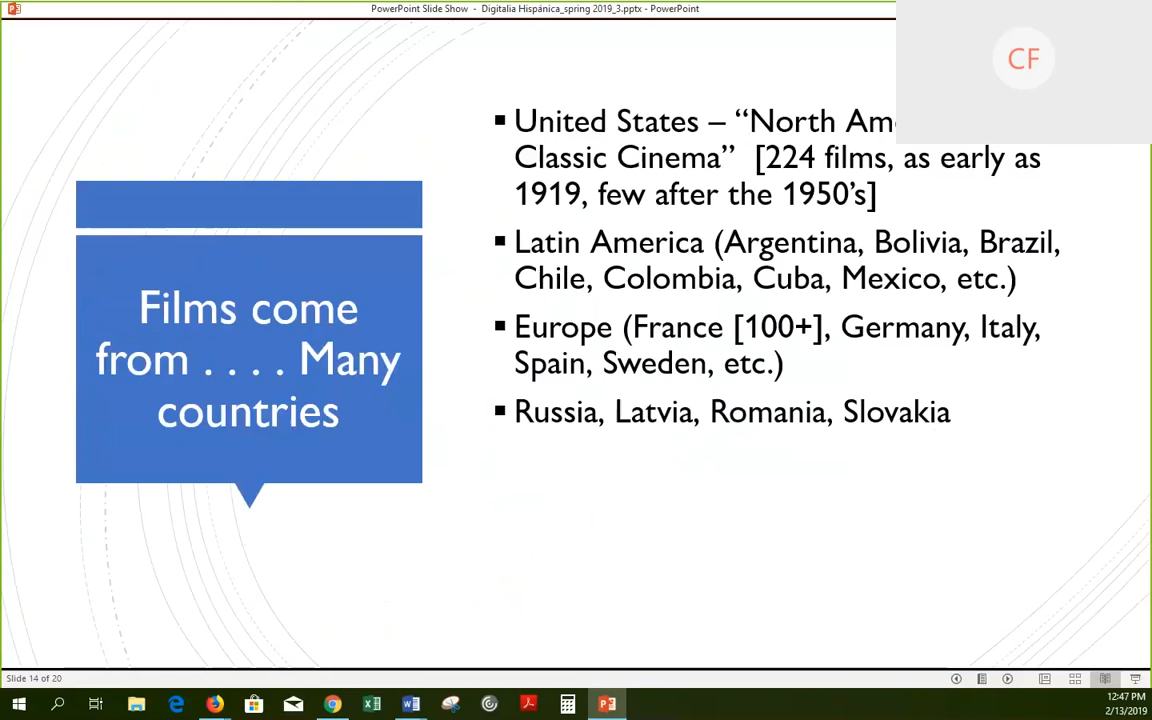 PowerPoint Slide Show - Digitalia Hispánica_spring 2019_3.pptx - PowerPoint
CF
Films come
from . . . . Many
countries
▪ United States – “North Am
Classic Cinema” [224 films, as early as
1919, few after the 1950’s]
▪ Latin America (Argentina, Bolivia, Brazil,
Chile, Colombia, Cuba, Mexico, etc.)
▪ Europe (France [100+], Germany, Italy,
Spain, Sweden, etc.)
▪ Russia, Latvia, Romania, Slovakia
Slide 14 of 20
12:47 PM
2/13/2019